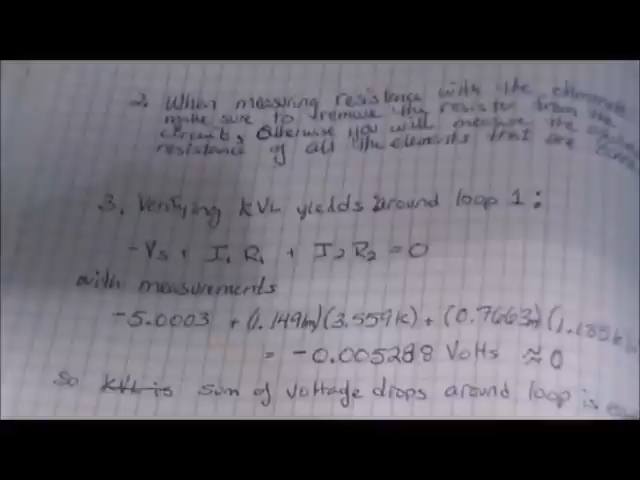 2. When measuring resistance with the
make sure to remove the resistor from the
circuit, Otherwise you will measure the
resistance of all the elements that are
3. Verifying KVL yields around loop 1:
-Vs + I1 R1 + I2 R2 = 0
with measurements
-5.0003 + (1.149m)(3.559k) + (0.7663m)(1.185k
= -0.005288 Volts ≈ 0
So KVL is sum of voltage drops around loop is